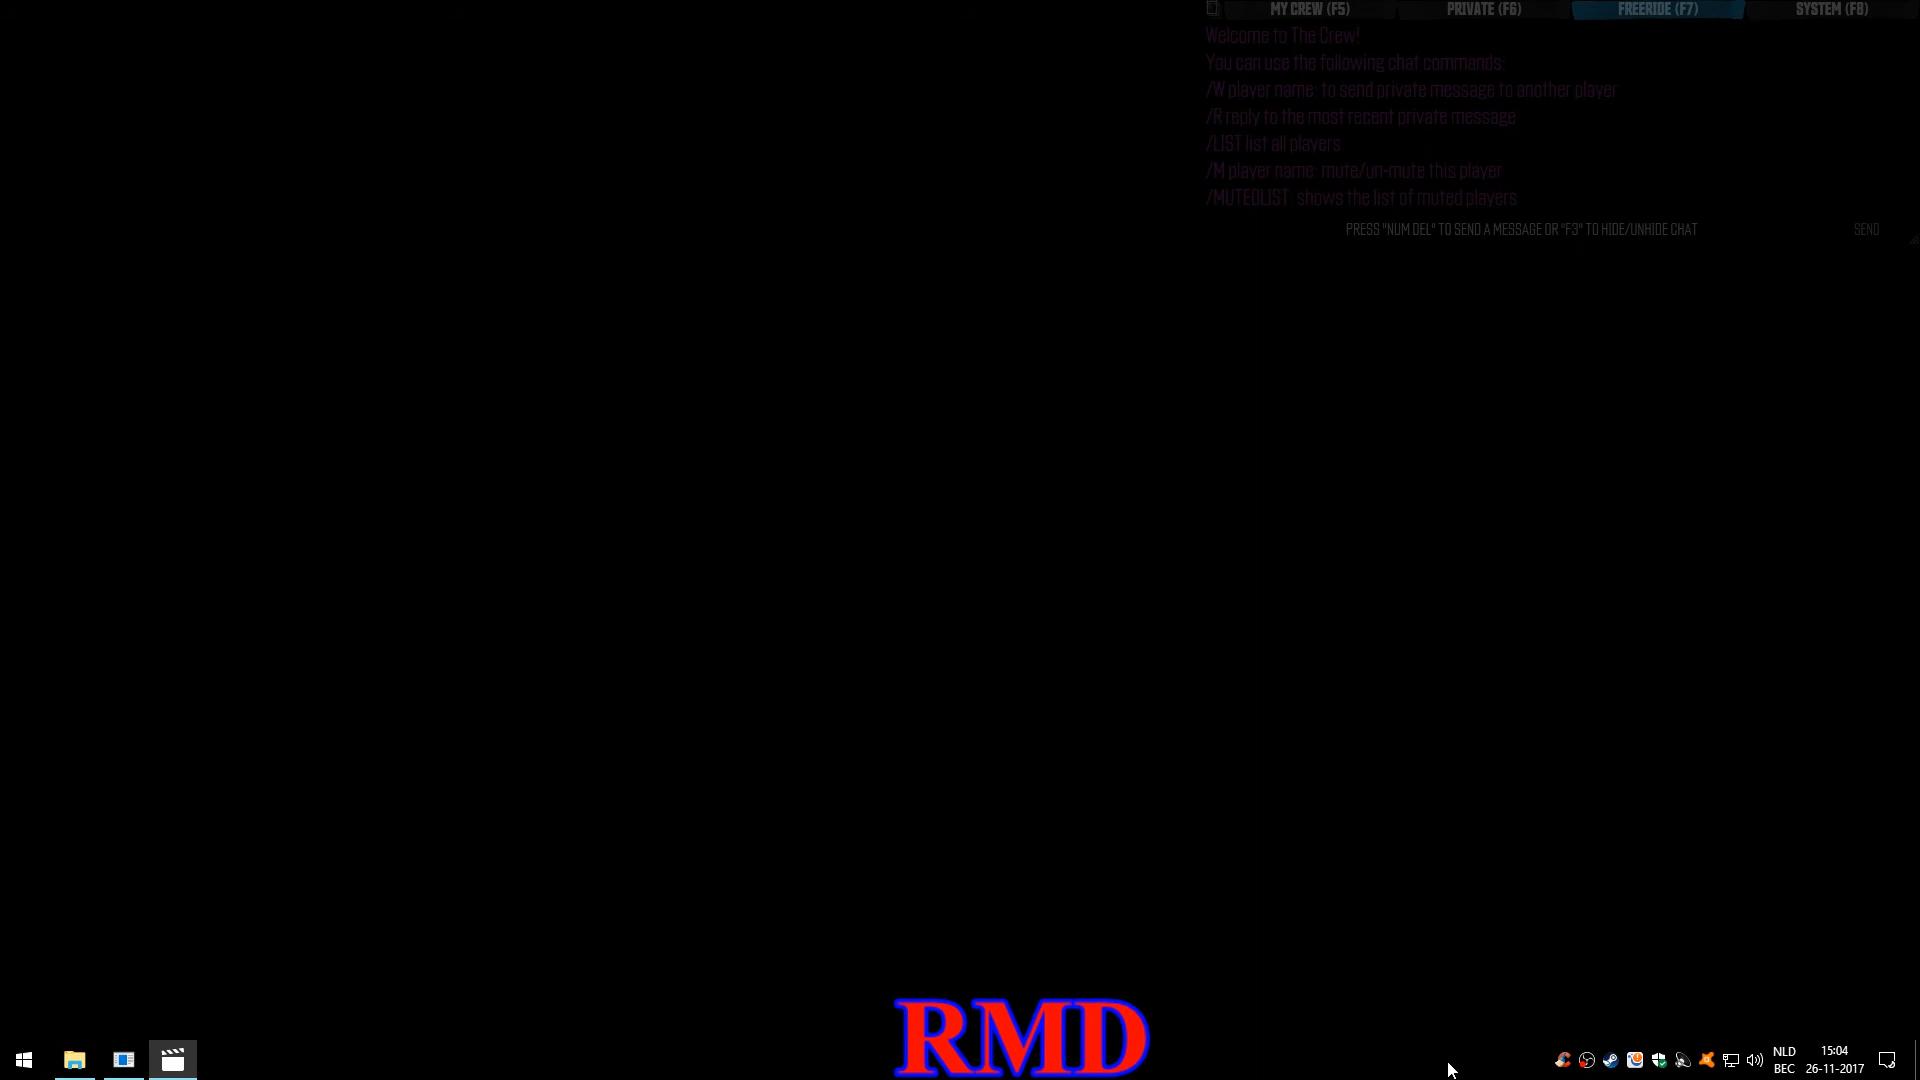 MY CREW (F5) PRIVATE (F6) FREERIDE (F7) SYSTEM (F8)
Welcome to The Crew!
You can use the following chat commands:
/W player name: to send private message to another player
/R reply to the most recent private message
/LIST list all players
/M player name: mute/un-mute this player
/MUTEDLIST: shows the list of muted players
PRESS "NUM DEL" TO SEND A MESSAGE OR "F3" TO HIDE/UNHIDE CHAT SEND
RMD
NLD 15:04
BEC 26-11-2017